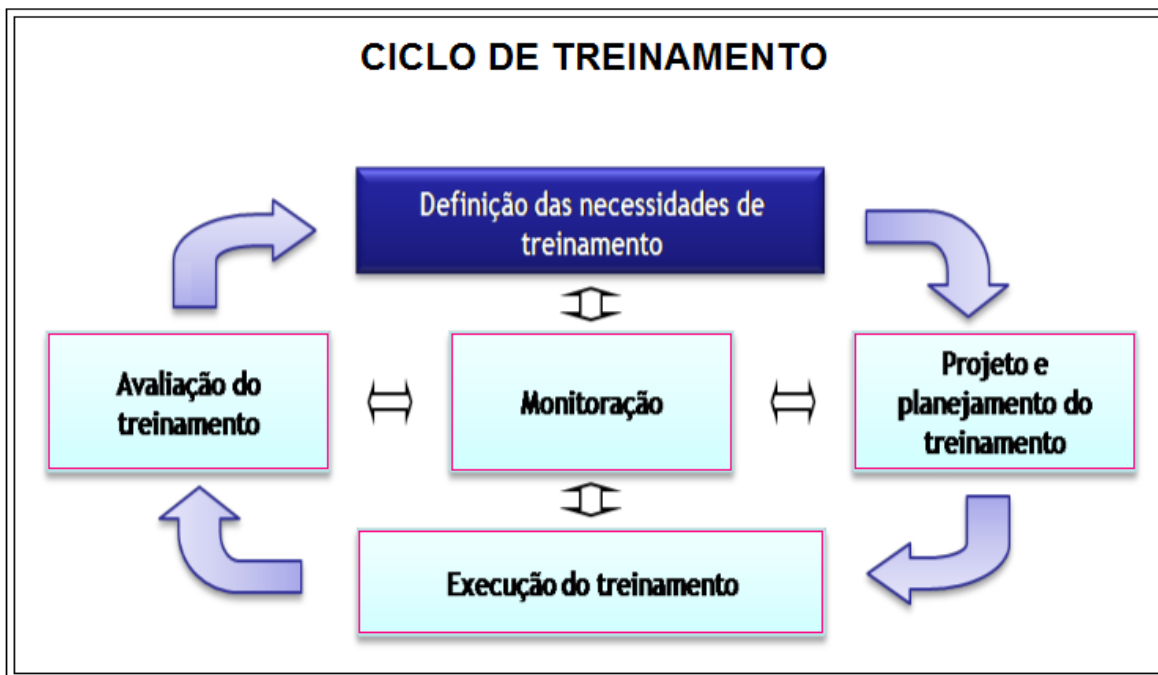 CICLO DE TREINAMENTO
Definição das necessidades de
treinamento
Avaliação do
treinamento
Monitoração
Projeto e
planejamento do
treinamento
Execução do treinamento